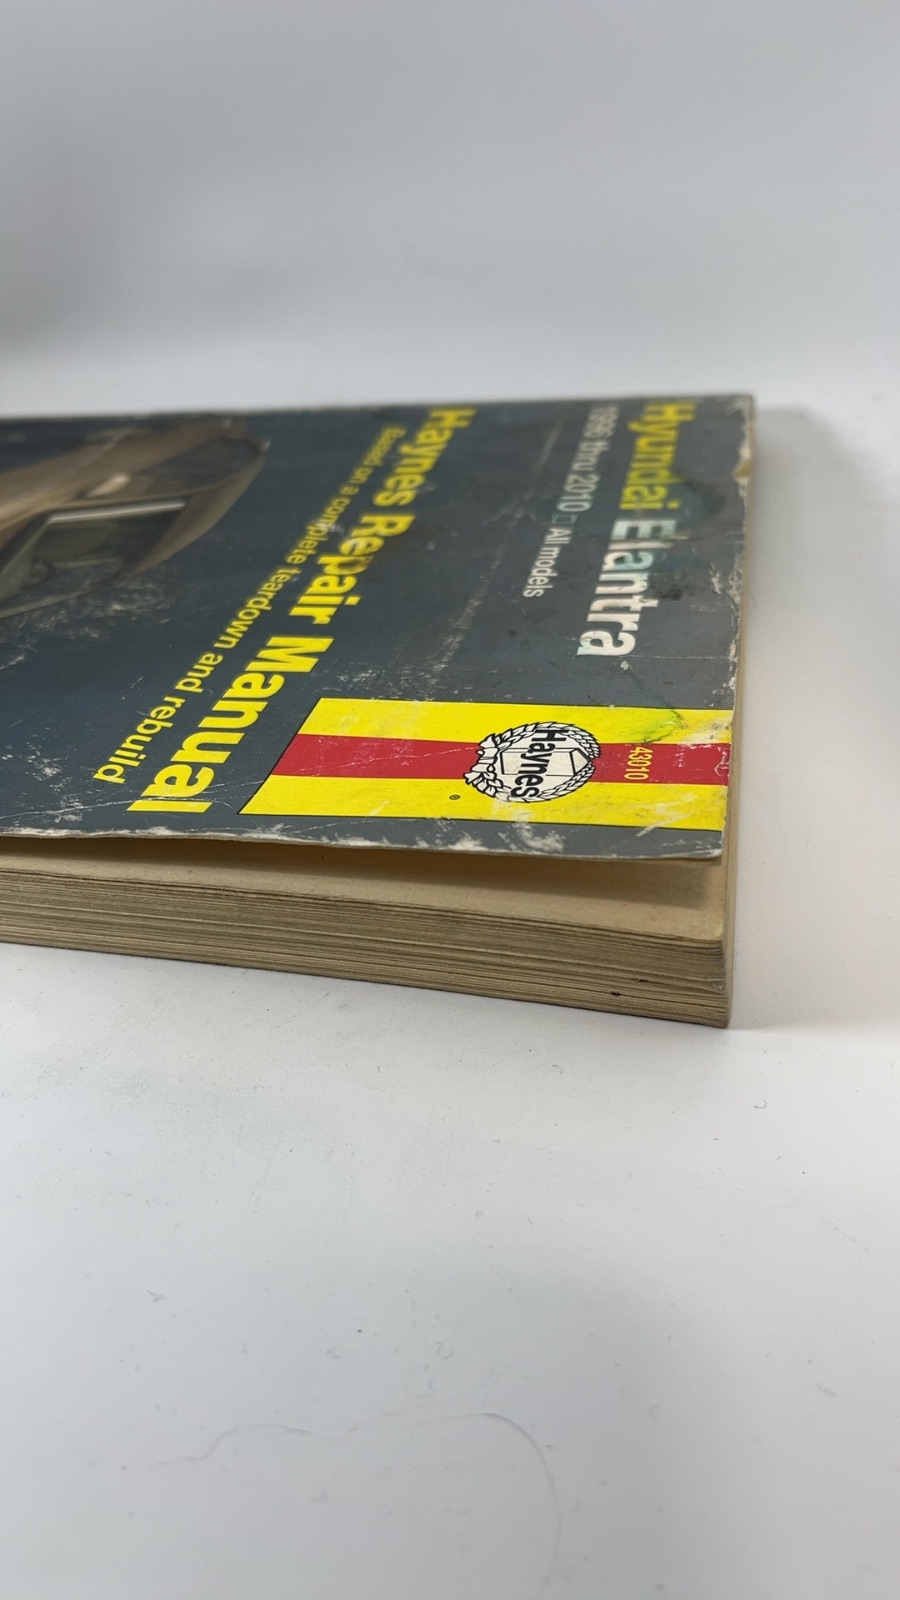 Hyundai Elantra
1996 thru 2010 □ All models
Haynes Repair Manual
Based on a complete teardown and rebuild
43010
Haynes
®